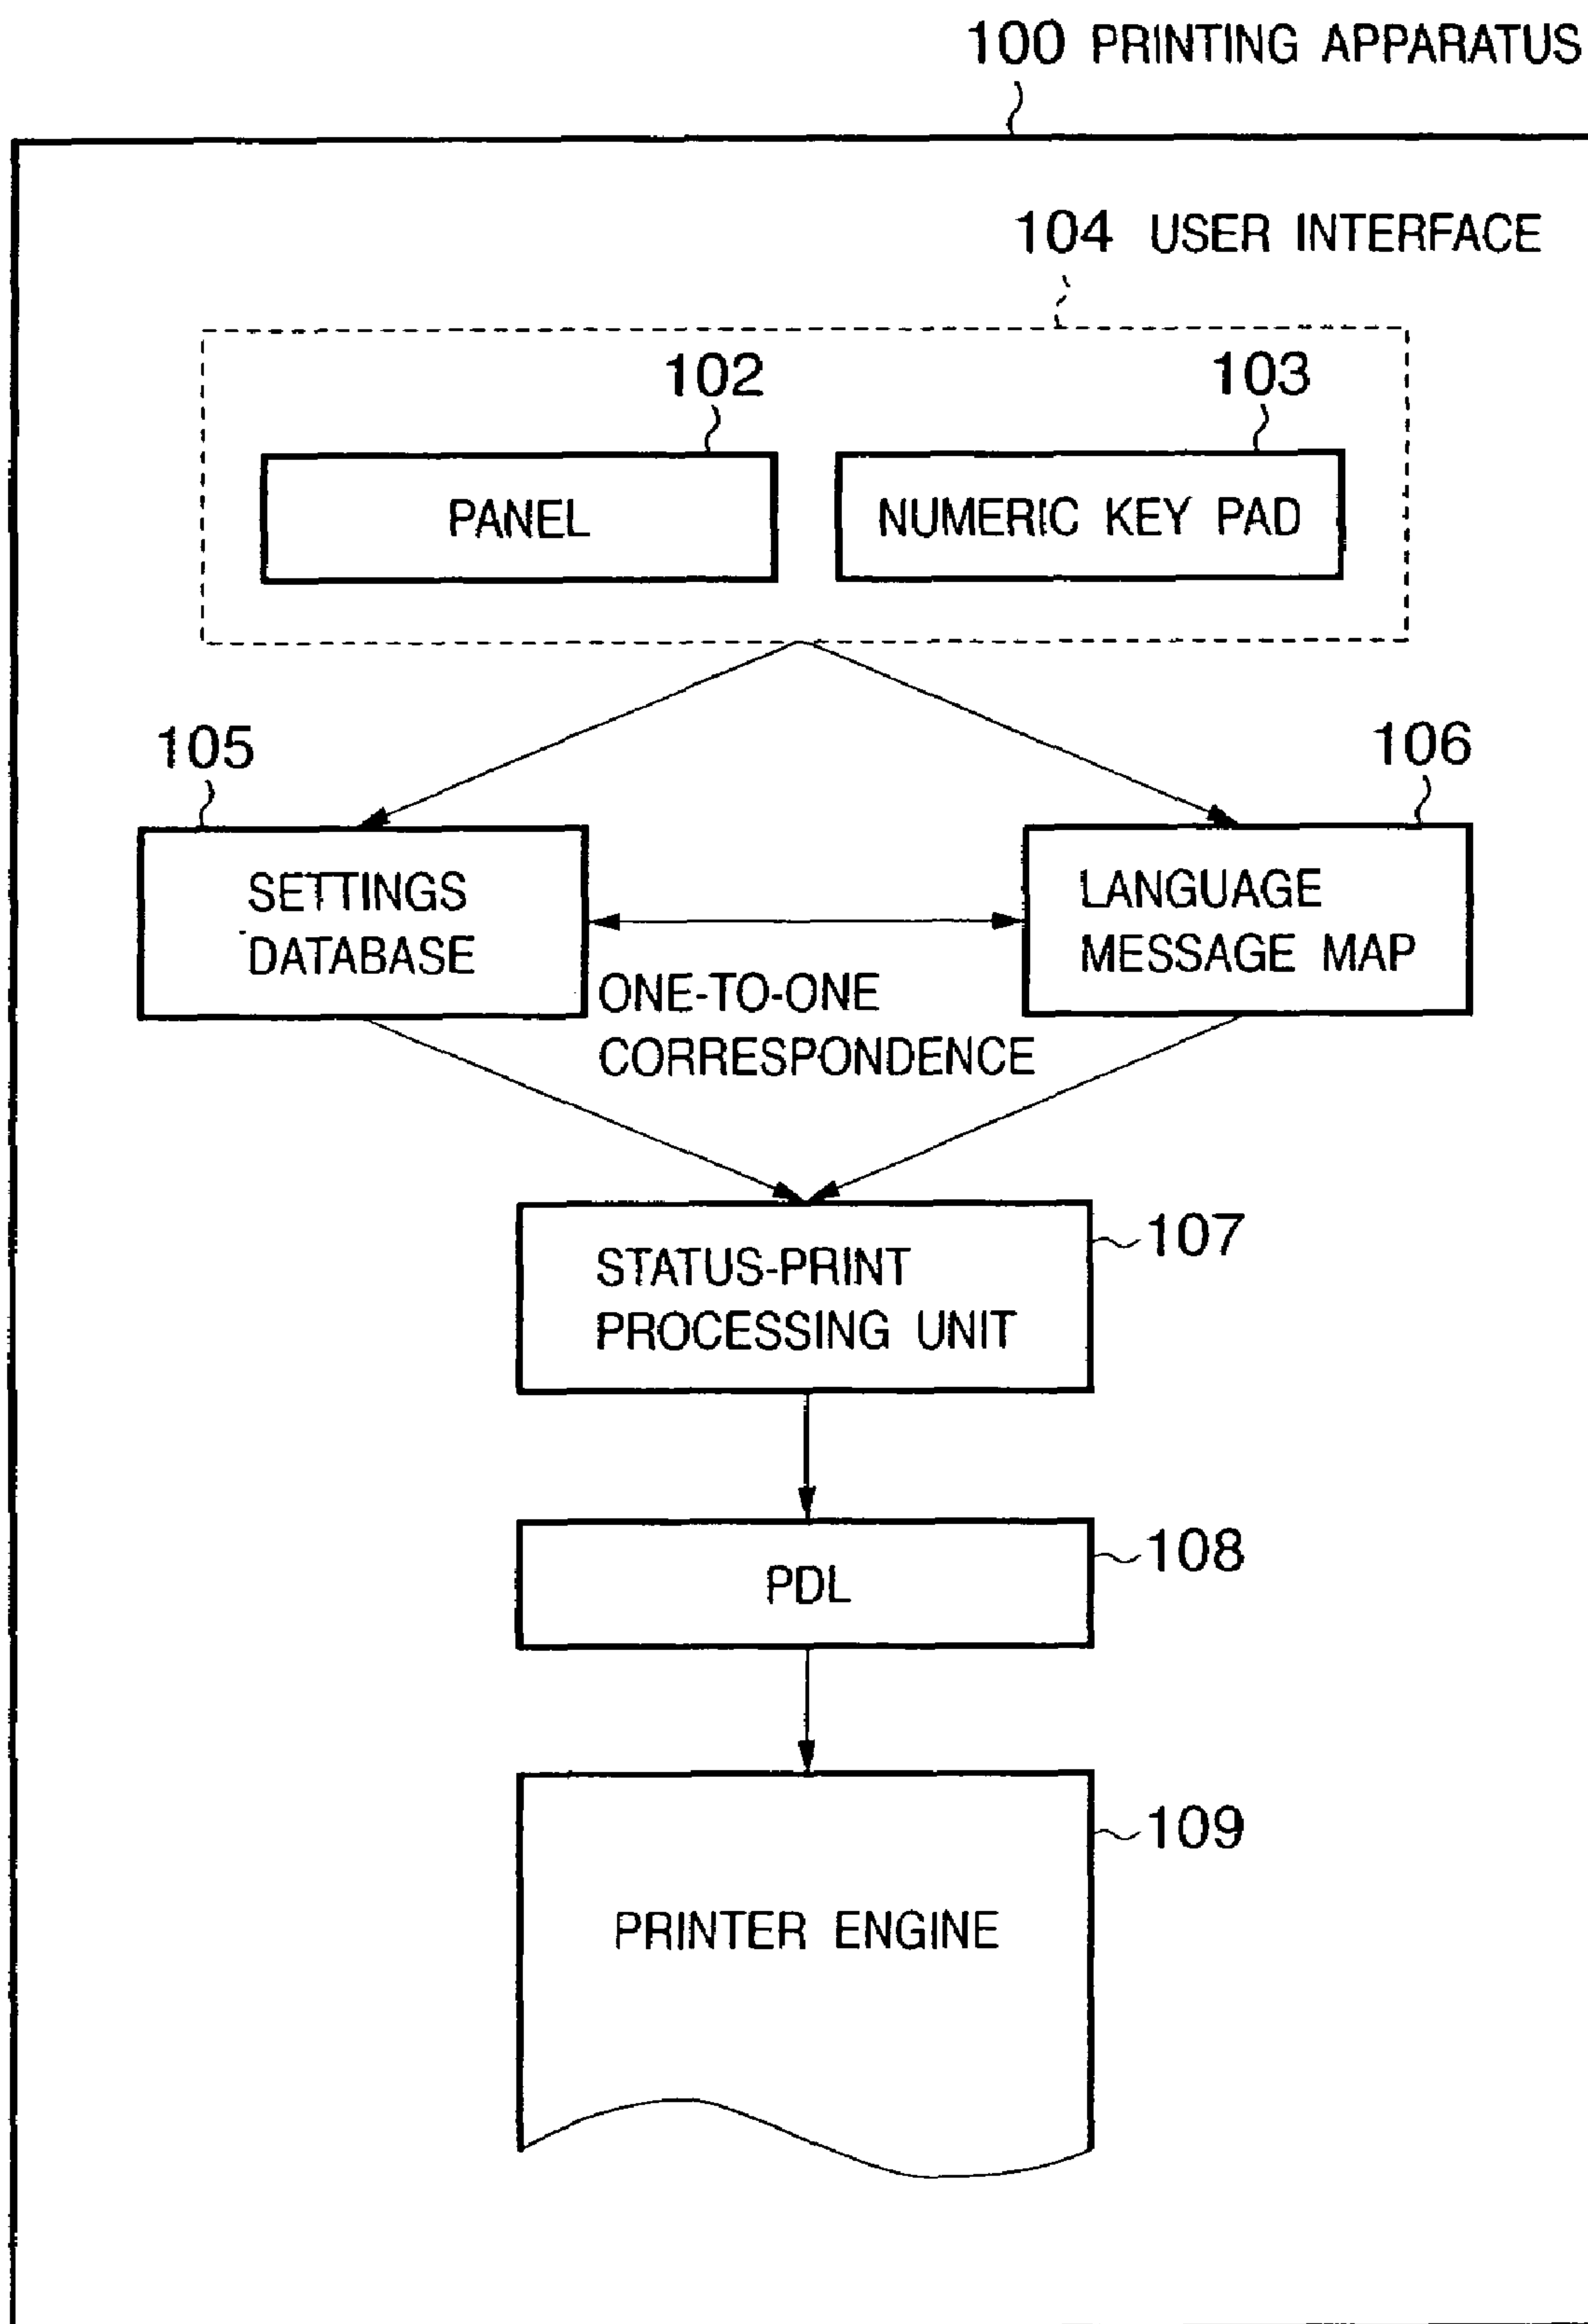 100 PRINTING APPARATUS
104 USER INTERFACE
102
103
PANEL
NUMERIC KEY PAD
105
106
SETTINGS
DATABASE
LANGUAGE
MESSAGE MAP
ONE-TO-ONE
CORRESPONDENCE
107
STATUS-PRINT
PROCESSING UNIT
108
PDL
109
PRINTER ENGINE